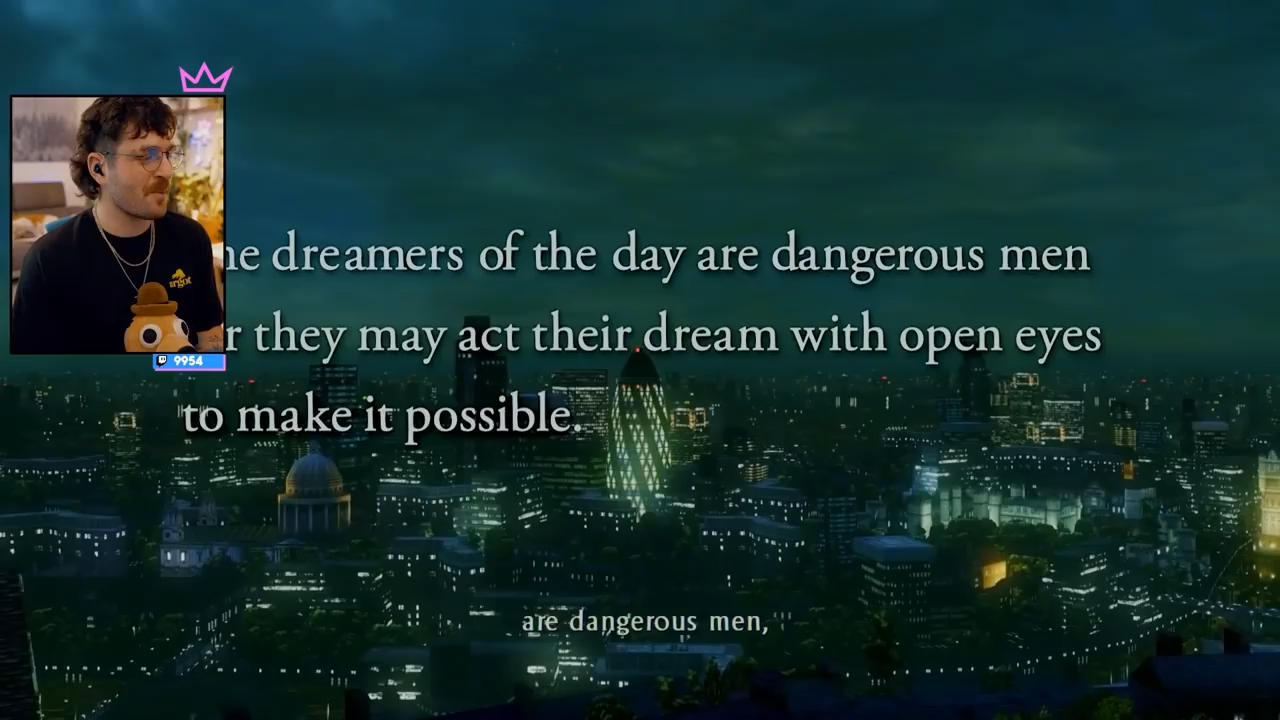 dreamers of the day are dangerous men
they may act their dream with open eyes
to make it possible.
argot
9954
are dangerous men,